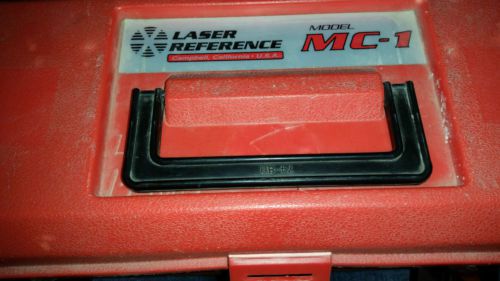 LASER
REFERENCE
Campbell, California • U.S.A.
MODEL
MC-1